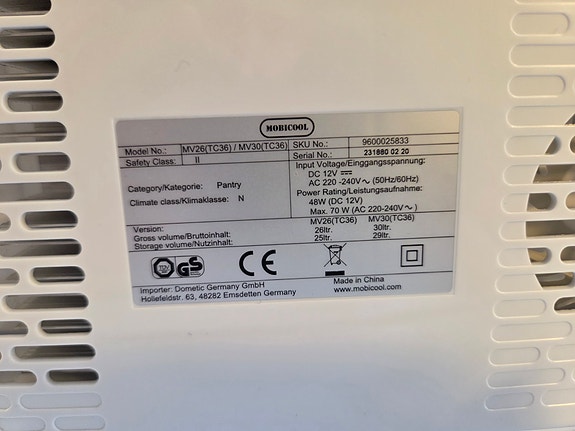 MOBICOOL
Model No.: MV26(TC36) / MV30(TC36) SKU No.: 9600025833
Safety Class: II Serial No.: 231880 02 20
Input Voltage/Einggangsspannung:
DC 12V
AC 220 -240V～ (50Hz/60Hz)
Category/Kategorie: Pantry
Power Rating/Leistungsaufnahme:
Climate class/Klimaklasse: N
48W (DC 12V)
Max. 70 W (AC 220-240V～)
Version: MV26(TC36) MV30(TC36)
Gross volume/Bruttoinhalt: 26ltr. 30ltr.
Storage volume/Nutzinhalt: 25ltr. 29ltr.
GS CE
Importer: Dometic Germany GmbH
Hollefeldstr. 63, 48282 Emsdetten Germany
Made in China
www.mobicool.com